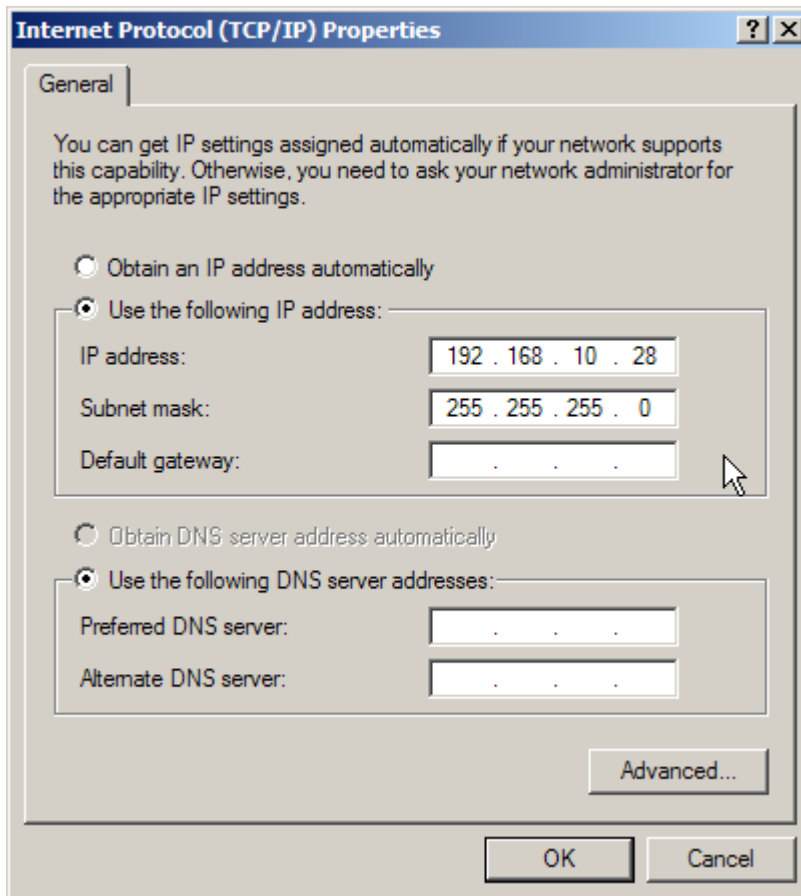 Internet Protocol (TCP/IP) Properties
General
You can get IP settings assigned automatically if your network supports
this capability. Otherwise, you need to ask your network administrator for
the appropriate IP settings.
Obtain an IP address automatically
Use the following IP address:
IP address: 192 . 168 . 10 . 28
Subnet mask: 255 . 255 . 255 . 0
Default gateway: . . .
Obtain DNS server address automatically
Use the following DNS server addresses:
Preferred DNS server: . . .
Alternate DNS server: . . .
Advanced...
OK Cancel